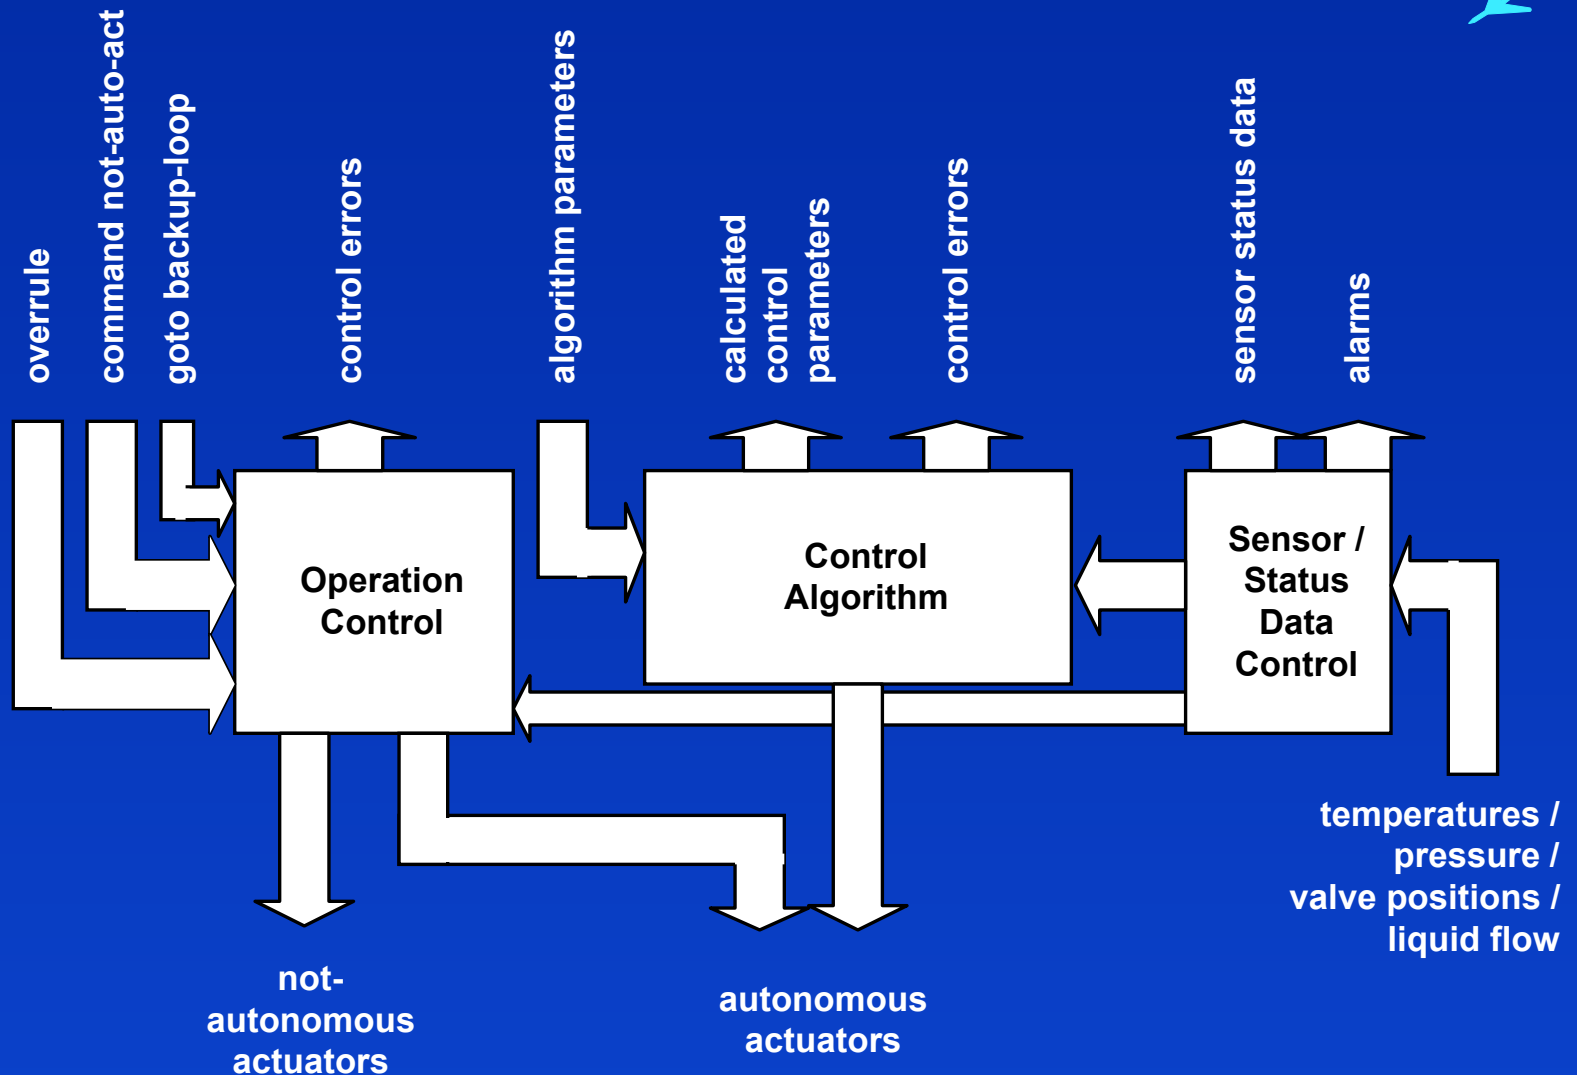 overrule
command not-auto-act
goto backup-loop
control errors
algorithm parameters
calculated
control
parameters
control errors
sensor status data
alarms
Operation
Control
Control
Algorithm
Sensor /
Status
Data
Control
temperatures /
pressure /
valve positions /
liquid flow
not-
autonomous
actuators
autonomous
actuators